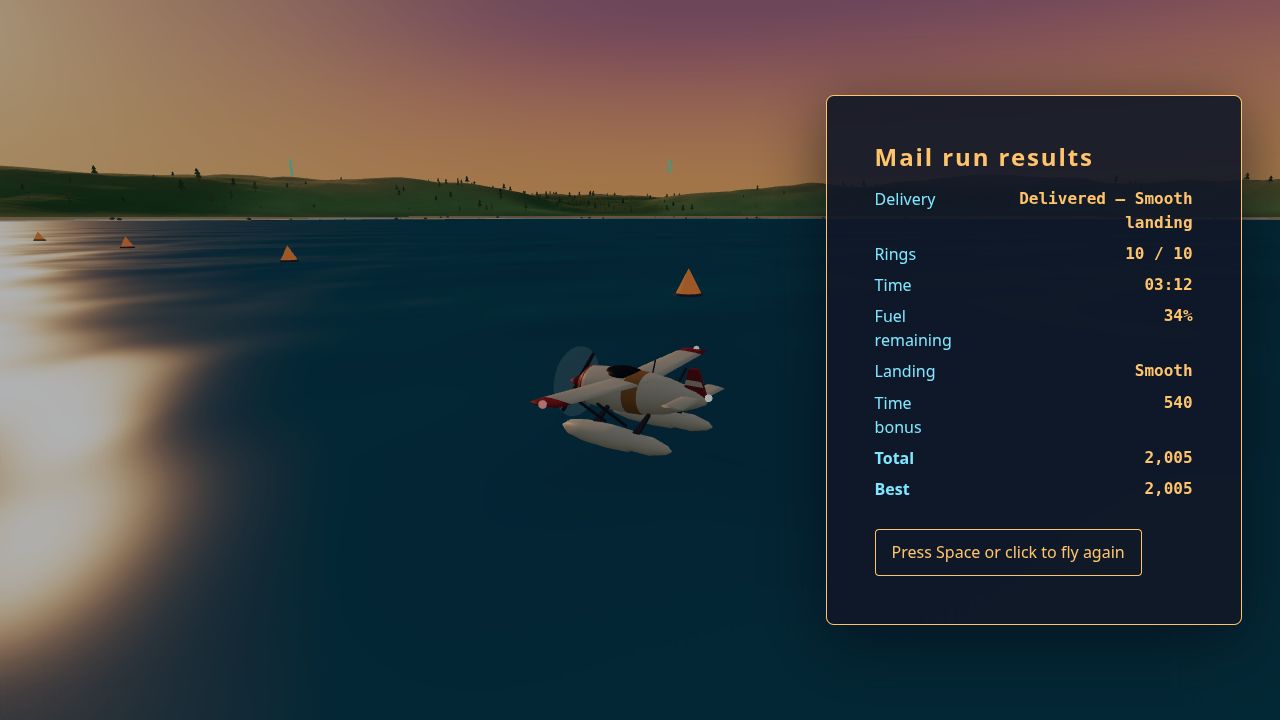 Mail run results
Delivery Delivered — Smooth
landing
Rings 10 / 10
Time 03:12
Fuel 34%
remaining
Landing Smooth
Time 540
bonus
Total 2,005
Best 2,005
Press Space or click to fly again